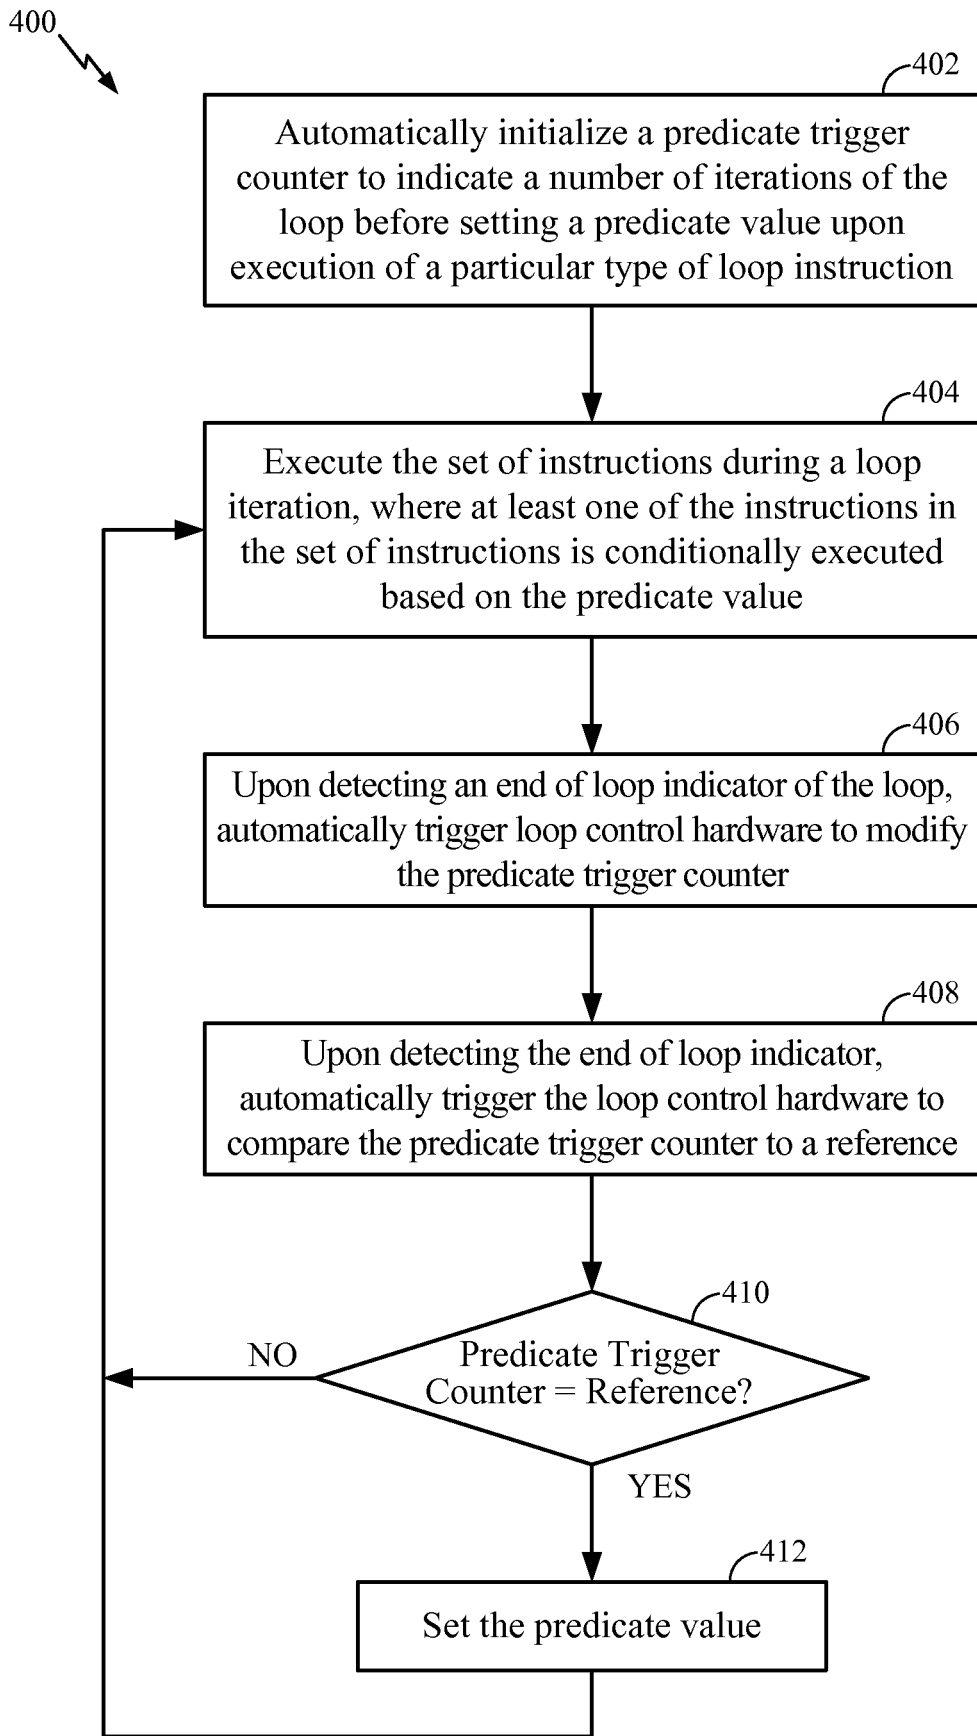 400
402
Automatically initialize a predicate trigger
counter to indicate a number of iterations of the
loop before setting a predicate value upon
execution of a particular type of loop instruction
404
Execute the set of instructions during a loop
iteration, where at least one of the instructions in
the set of instructions is conditionally executed
based on the predicate value
406
Upon detecting an end of loop indicator of the loop,
automatically trigger loop control hardware to modify
the predicate trigger counter
408
Upon detecting the end of loop indicator,
automatically trigger the loop control hardware to
compare the predicate trigger counter to a reference
410
NO
Predicate Trigger
Counter = Reference?
YES
412
Set the predicate value